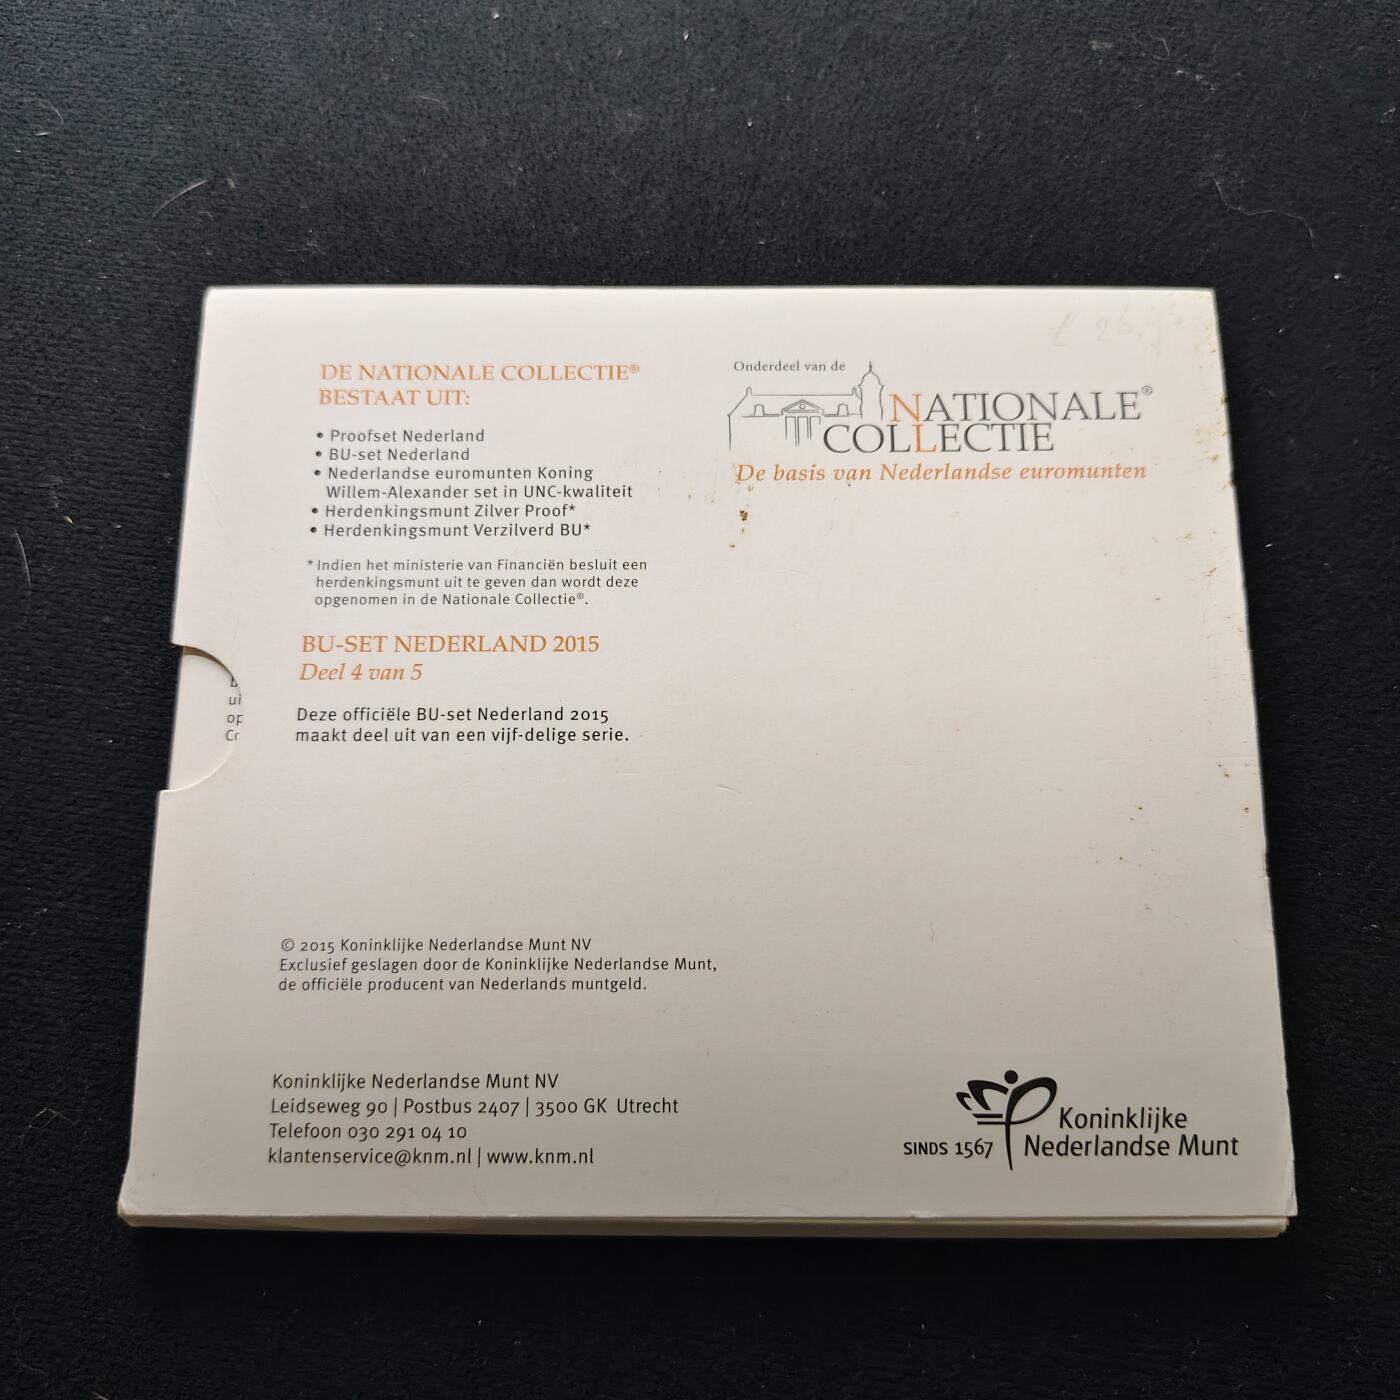 DE NATIONALE COLLECTIE®
BESTAAT UIT:
• Proofset Nederland
• BU-set Nederland
• Nederlandse euromunten Koning
Willem-Alexander set in UNC-kwaliteit
• Herdenkingsmunt Zilver Proof*
• Herdenkingsmunt Verzilverd BU*
* Indien het ministerie van Financiën besluit een
herdenkingsmunt uit te geven dan wordt deze
opgenomen in de Nationale Collectie®.
BU-SET NEDERLAND 2015
Deel 4 van 5
Deze officiële BU-set Nederland 2015
maakt deel uit van een vijf-delige serie.
ui
op
© 2015 Koninklijke Nederlandse Munt NV
Exclusief geslagen door de Koninklijke Nederlandse Munt,
de officiële producent van Nederlands muntgeld.
Koninklijke Nederlandse Munt NV
Leidseweg 90 | Postbus 2407 | 3500 GK Utrecht
Telefoon 030 291 04 10
klantenservice@knm.nl | www.knm.nl
Onderdeel van de
NATIONALE®
COLLECTIE
De basis van Nederlandse euromunten
SINDS 1567
Koninklijke
Nederlandse Munt